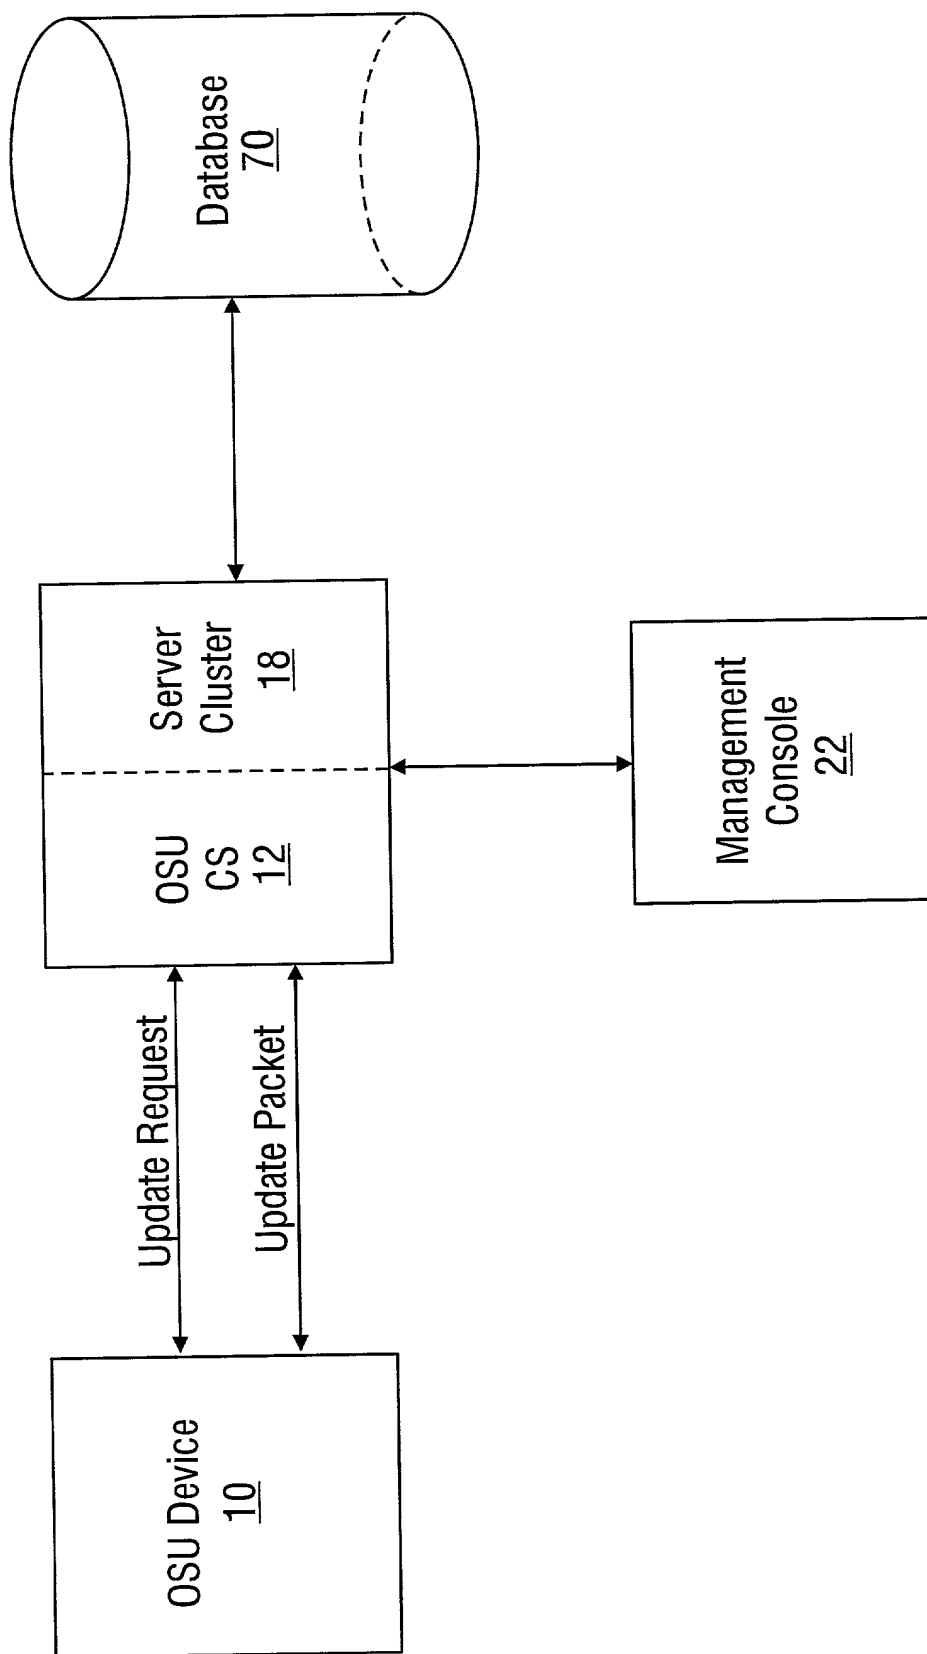 OSU Device
10
Update Request
Update Packet
OSU
CS
12
Server
Cluster
18
Management
Console
22
Database
70